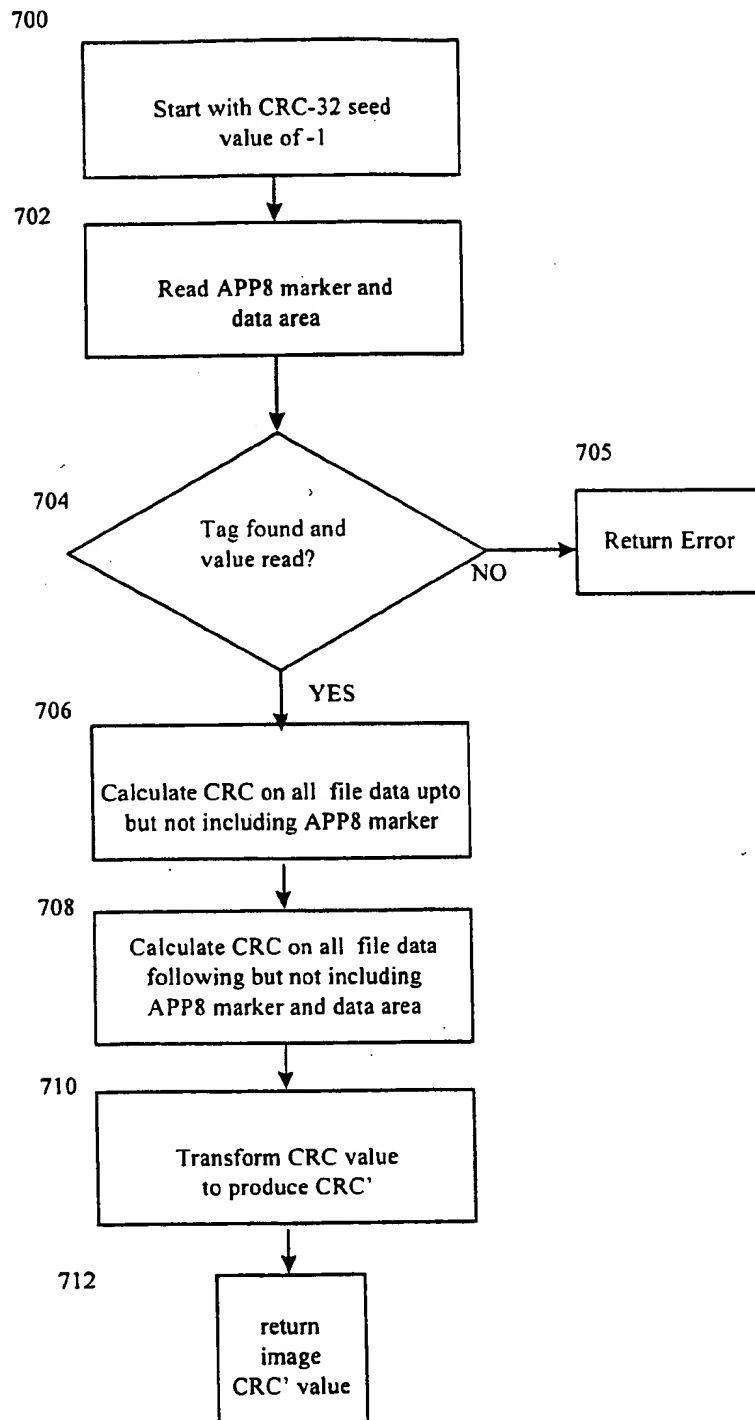 700
Start with CRC-32 seed
value of -1
702
Read APP8 marker and
data area
704
Tag found and
value read?
705
Return Error
NO
YES
706
Calculate CRC on all file data upto
but not including APP8 marker
708
Calculate CRC on all file data
following but not including
APP8 marker and data area
710
Transform CRC value
to produce CRC'
712
return
image
CRC' value